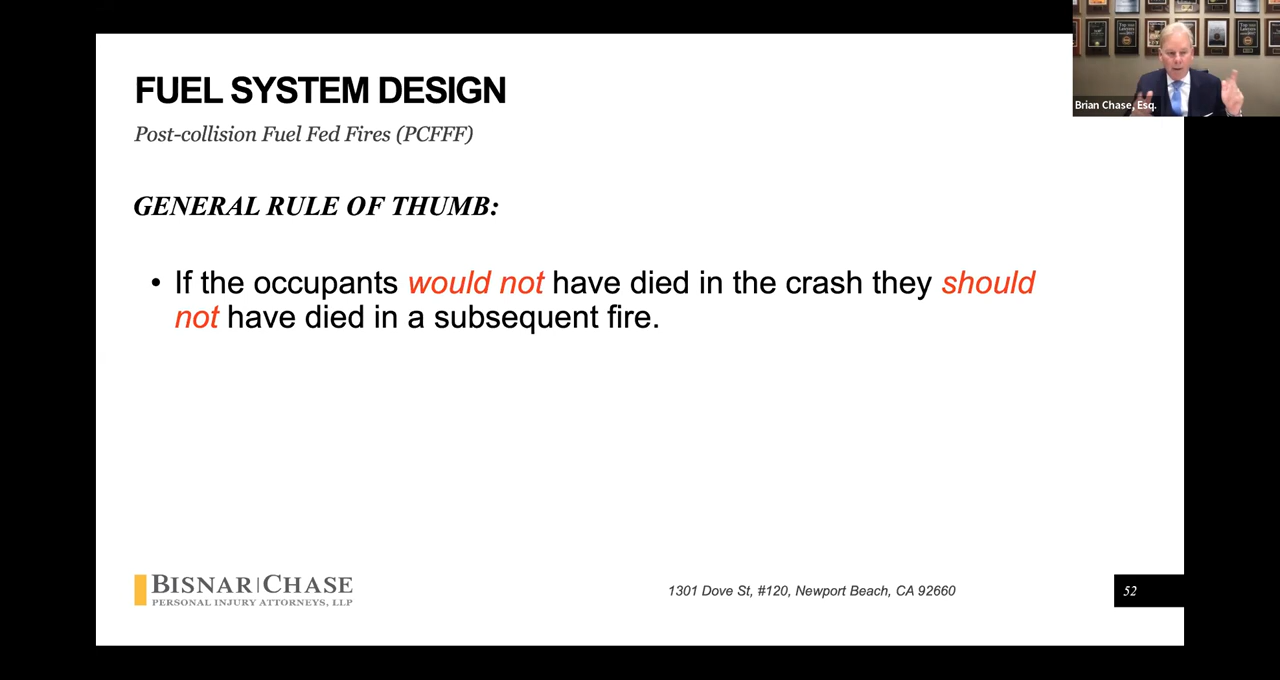 FUEL SYSTEM DESIGN
Post-collision Fuel Fed Fires (PCFFF)
Brian Chase, Esq.
GENERAL RULE OF THUMB:
• If the occupants would not have died in the crash they should
not have died in a subsequent fire.
BISNAR|CHASE
PERSONAL INJURY ATTORNEYS, LLP
1301 Dove St, #120, Newport Beach, CA 92660
52